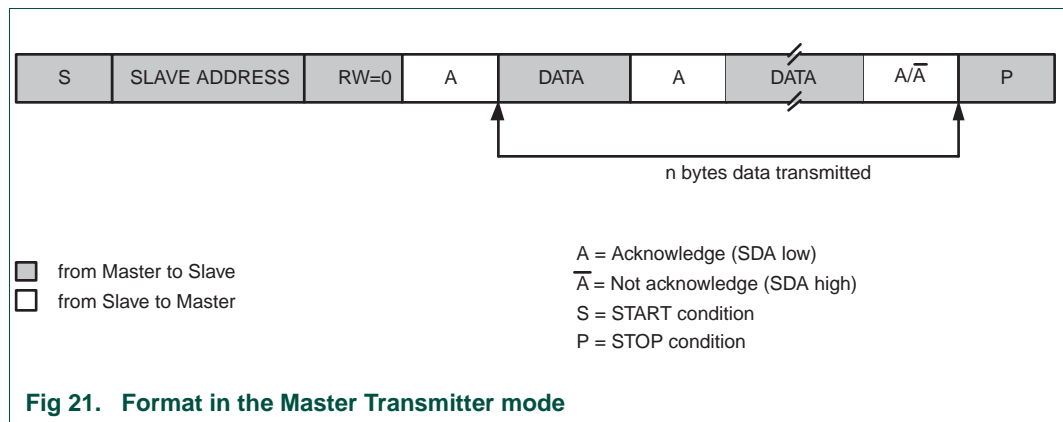 S SLAVE ADDRESS RW=0 A DATA A DATA A/A̅ P
n bytes data transmitted
from Master to Slave
from Slave to Master
A = Acknowledge (SDA low)
A̅ = Not acknowledge (SDA high)
S = START condition
P = STOP condition
Fig 21. Format in the Master Transmitter mode